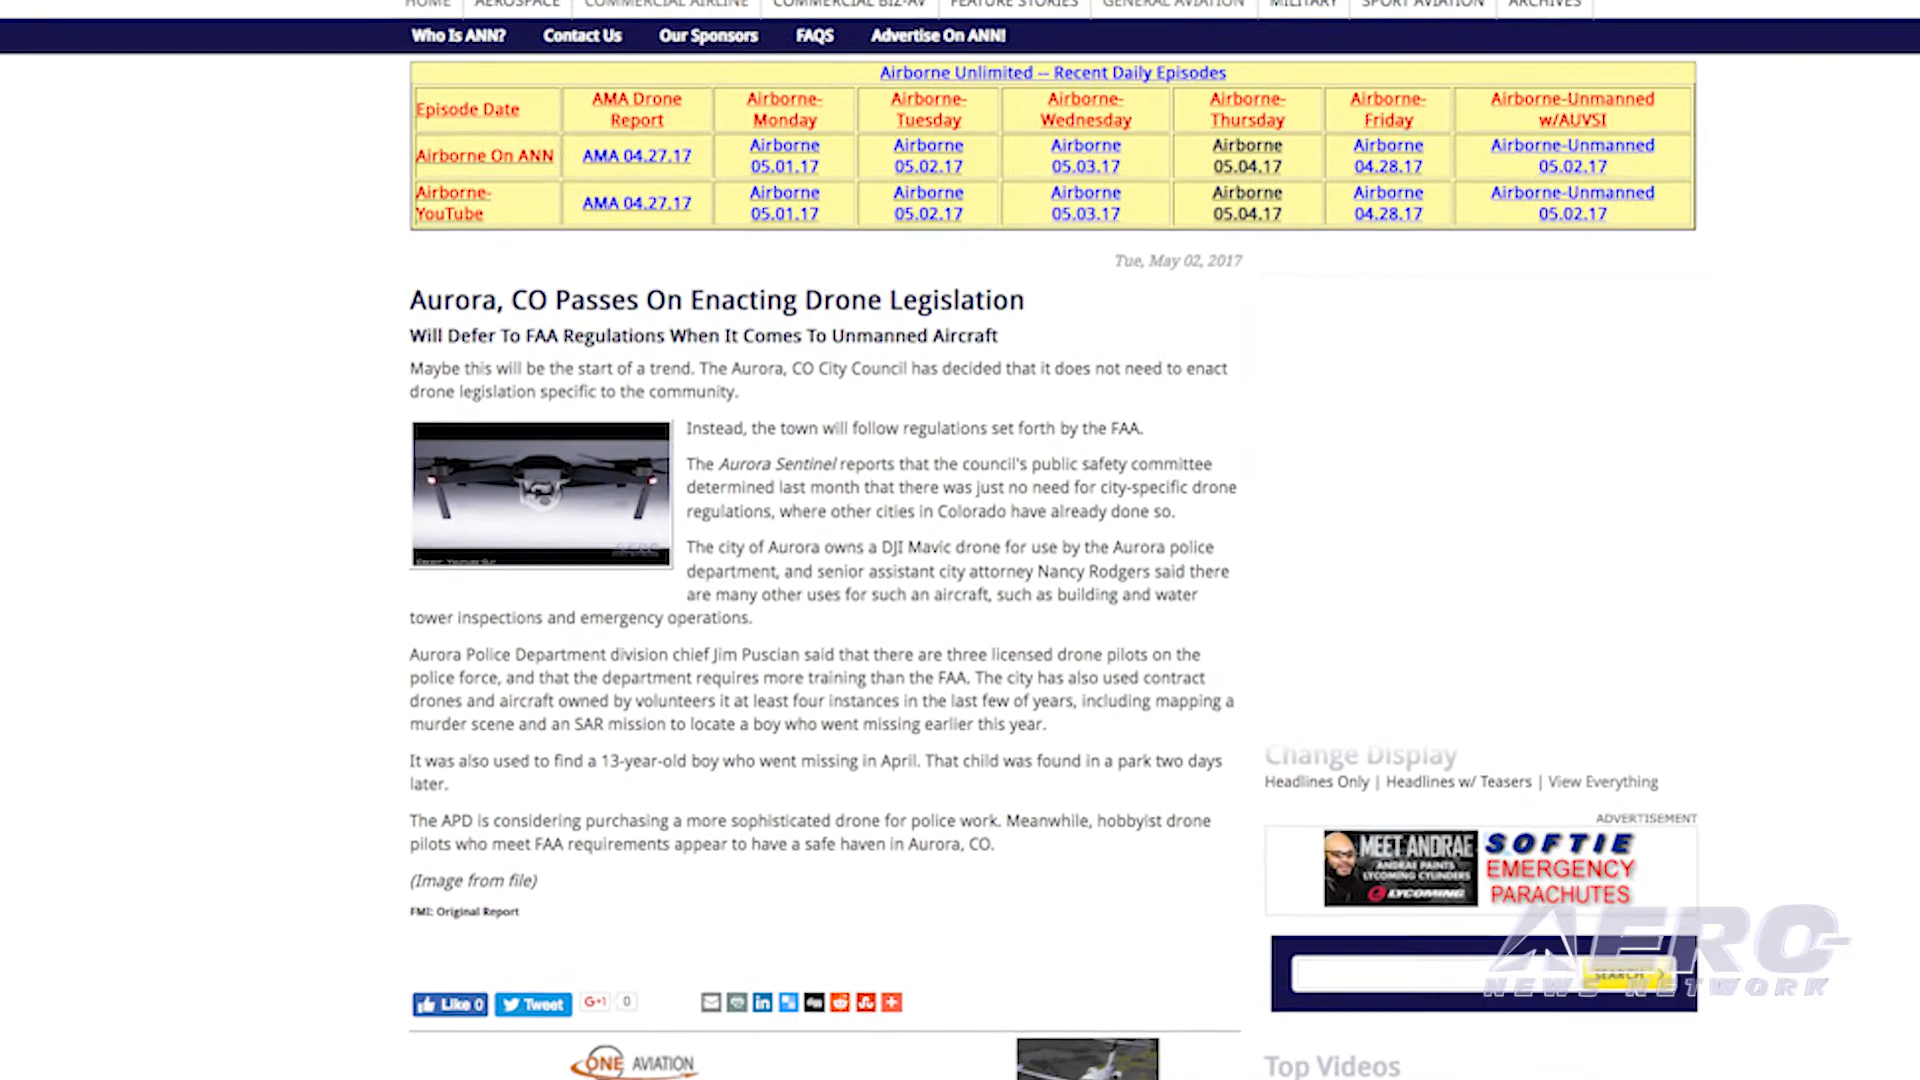 HOME AEROSPACE COMMERCIAL AIRLINE COMMERCIAL BIZ-AV FEATURE STORIES GENERAL AVIATION MILITARY SPORT AVIATION ARCHIVES
Who Is ANN? Contact Us Our Sponsors FAQS Advertise On ANN!
Airborne Unlimited -- Recent Daily Episodes
Episode Date
AMA Drone
Report
Airborne-
Monday
Airborne-
Tuesday
Airborne-
Wednesday
Airborne-
Thursday
Airborne-
Friday
Airborne-Unmanned
w/AUVSI
Airborne On ANN
AMA 04.27.17
Airborne
05.01.17
Airborne
05.02.17
Airborne
05.03.17
Airborne
05.04.17
Airborne
04.28.17
Airborne-Unmanned
05.02.17
Airborne-
YouTube
AMA 04.27.17
Airborne
05.01.17
Airborne
05.02.17
Airborne
05.03.17
Airborne
05.04.17
Airborne
04.28.17
Airborne-Unmanned
05.02.17
Tue, May 02, 2017
Aurora, CO Passes On Enacting Drone Legislation
Will Defer To FAA Regulations When It Comes To Unmanned Aircraft
Maybe this will be the start of a trend. The Aurora, CO City Council has decided that it does not need to enact
drone legislation specific to the community.
Instead, the town will follow regulations set forth by the FAA.
The Aurora Sentinel reports that the council's public safety committee
determined last month that there was just no need for city-specific drone
regulations, where other cities in Colorado have already done so.
The city of Aurora owns a DJI Mavic drone for use by the Aurora police
department, and senior assistant city attorney Nancy Rodgers said there
are many other uses for such an aircraft, such as building and water
tower inspections and emergency operations.
Aurora Police Department division chief Jim Puscian said that there are three licensed drone pilots on the
police force, and that the department requires more training than the FAA. The city has also used contract
drones and aircraft owned by volunteers it at least four instances in the last few of years, including mapping a
murder scene and an SAR mission to locate a boy who went missing earlier this year.
It was also used to find a 13-year-old boy who went missing in April. That child was found in a park two days
later.
The APD is considering purchasing a more sophisticated drone for police work. Meanwhile, hobbyist drone
pilots who meet FAA requirements appear to have a safe haven in Aurora, CO.
(Image from file)
FMI: Original Report
Like 0 Tweet G+1 0
ONE AVIATION
Change Display
Headlines Only | Headlines w/ Teasers | View Everything
ADVERTISEMENT
MEET ANDRAE
ANDRAE PAINTS
LYCOMING CYLINDERS
LYCOMING
SOFTIE
EMERGENCY
PARACHUTES
SEARCH
AERO-
NEWS NETWORK
Top Videos